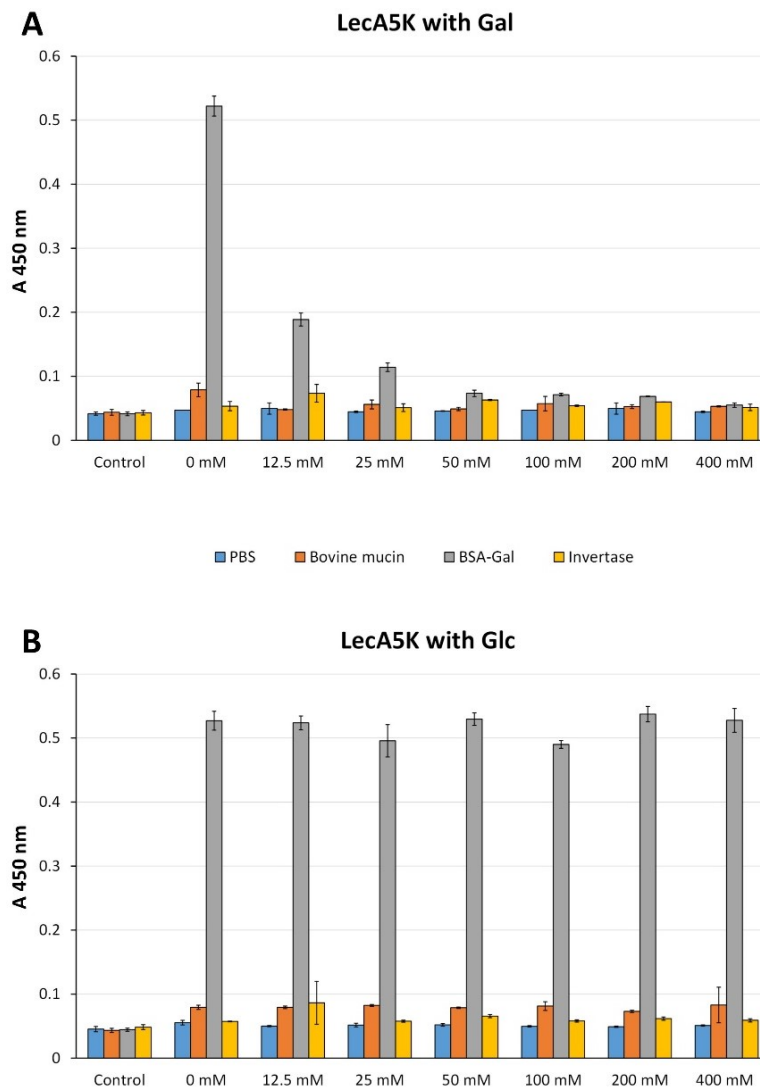 A
LecA5K with Gal
0.6
0.5
0.4
0.3
0.2
0.1
0
A 450 nm
Control 0 mM 12.5 mM 25 mM 50 mM 100 mM 200 mM 400 mM
PBS Bovine mucin BSA-Gal Invertase
B
LecA5K with Glc
0.6
0.5
0.4
0.3
0.2
0.1
0
A 450 nm
Control 0 mM 12.5 mM 25 mM 50 mM 100 mM 200 mM 400 mM